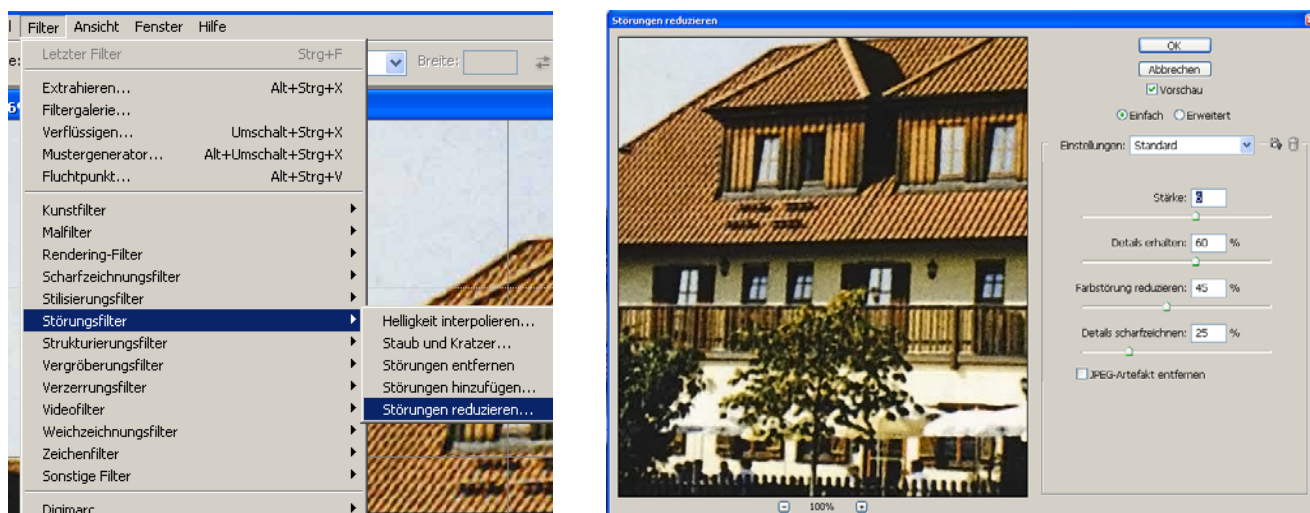 Filter Ansicht Fenster Hilfe
Letzter Filter Strg+F
Breite:
Extrahieren... Alt+Strg+X
Filtergalerie...
Verflüssigen... Umschalt+Strg+X
Mustergenerator... Alt+Umschalt+Strg+X
Fluchtpunkt... Alt+Strg+V
Kunstfilter
Malfilter
Rendering-Filter
Scharfzeichnungsfilter
Stilisierungsfilter
Störungsfilter
Strukturierungsfilter
Vergröberungsfilter
Verzerrungsfilter
Videofilter
Weichzeichnungsfilter
Zeichenfilter
Sonstige Filter
Digimarc
Helligkeit interpolieren...
Staub und Kratzer...
Störungen entfernen
Störungen hinzufügen...
Störungen reduzieren...
Störungen reduzieren
OK
Abbrechen
Vorschau
Einfach Erweitert
Einstellungen: Standard
Stärke: 6
Details erhalten: 60 %
Farbstörung reduzieren: 45 %
Details scharfzeichnen: 25 %
JPEG-Artefakt entfernen
100%